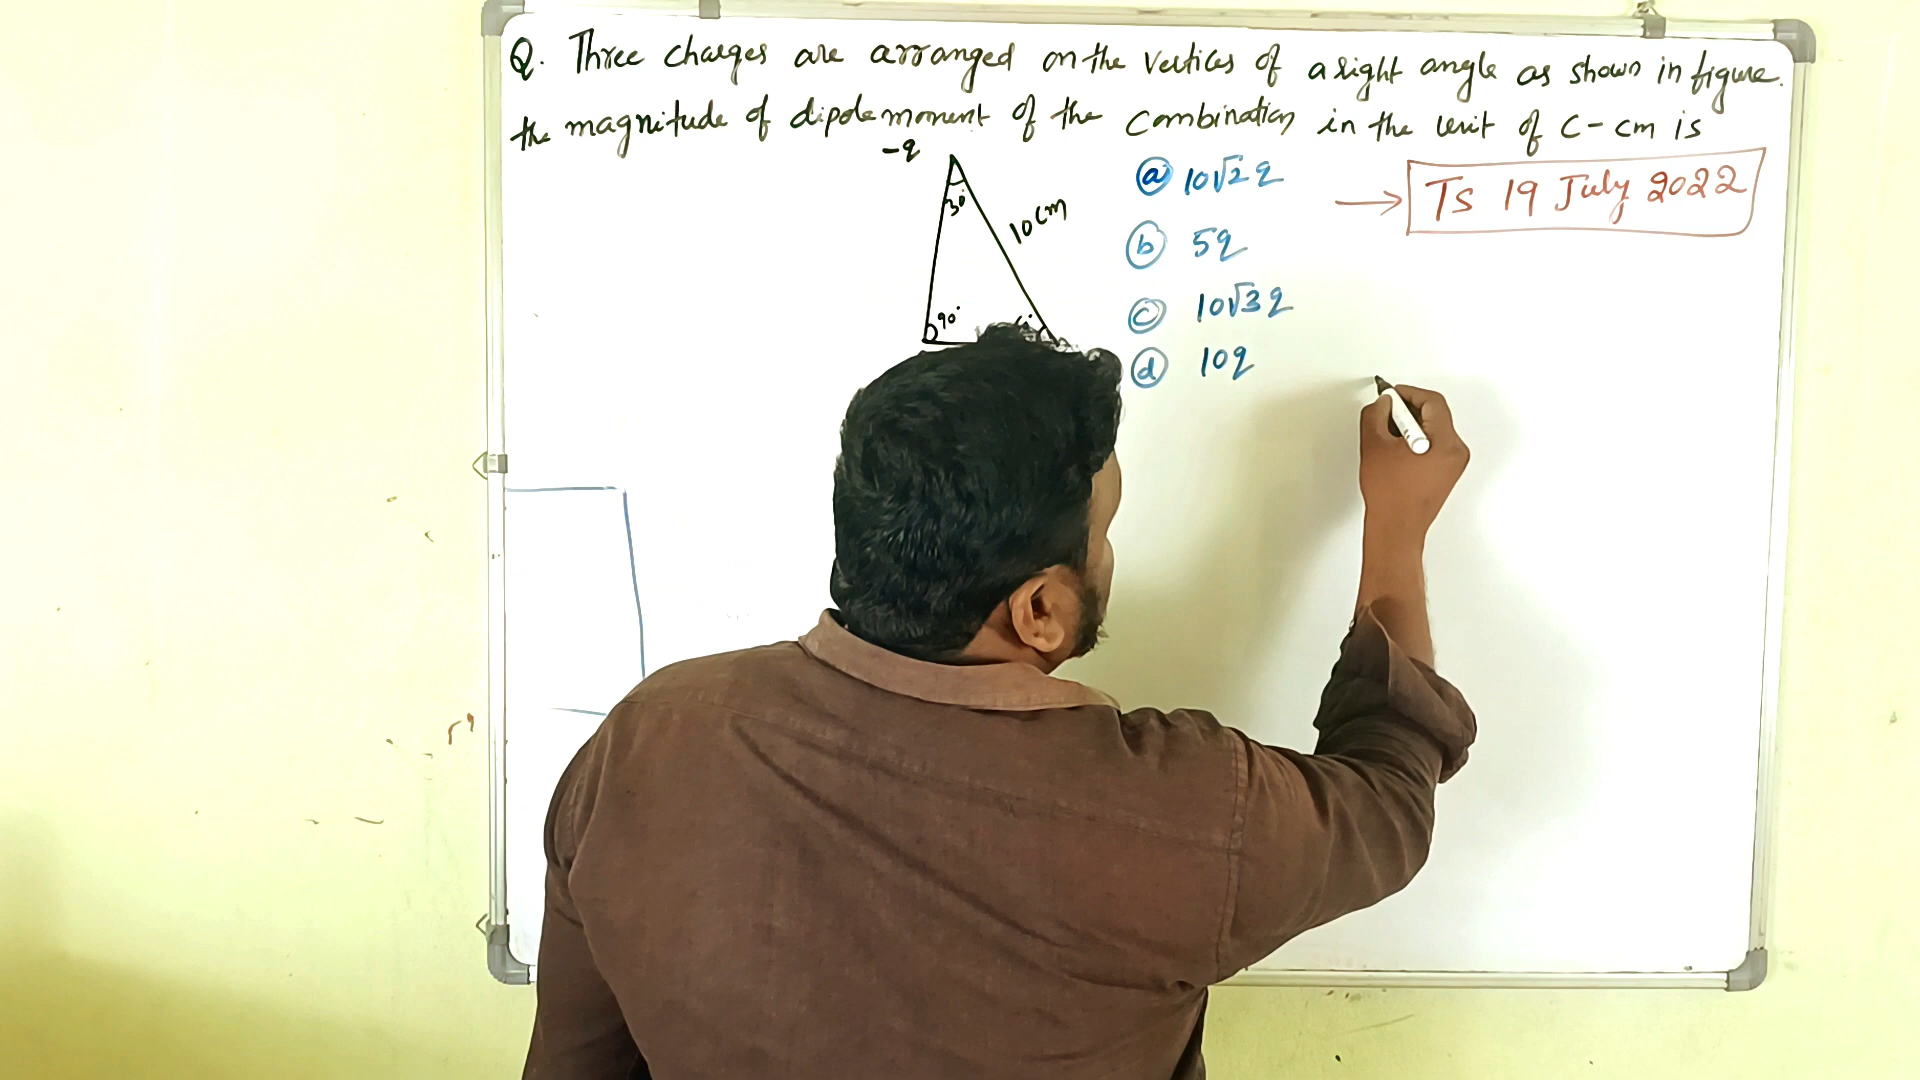 Q. Three charges are arranged on the vertices of a right angle as shown in figure.
the magnitude of dipole moment of the combination in the unit of C-cm is
-q
30°
10 cm
90°
ⓐ 10√2 q
ⓑ 5q
ⓒ 10√3 q
ⓓ 10q
→ TS 19 July 2022